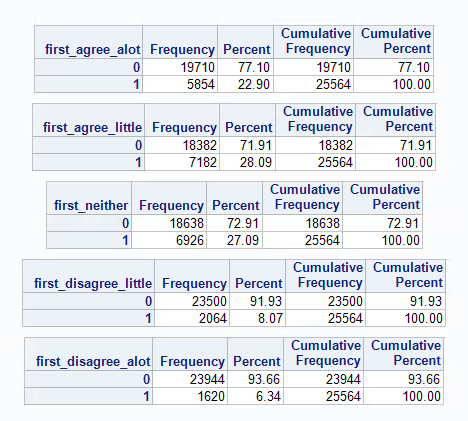 Cumulative Cumulative
first_agree_alot Frequency Percent Frequency Percent
0 19710 77.10 19710 77.10
1 5854 22.90 25564 100.00
Cumulative Cumulative
first_agree_little Frequency Percent Frequency Percent
0 18382 71.91 18382 71.91
1 7182 28.09 25564 100.00
Cumulative Cumulative
first_neither Frequency Percent Frequency Percent
0 18638 72.91 18638 72.91
1 6926 27.09 25564 100.00
Cumulative Cumulative
first_disagree_little Frequency Percent Frequency Percent
0 23500 91.93 23500 91.93
1 2064 8.07 25564 100.00
Cumulative Cumulative
first_disagree_alot Frequency Percent Frequency Percent
0 23944 93.66 23944 93.66
1 1620 6.34 25564 100.00